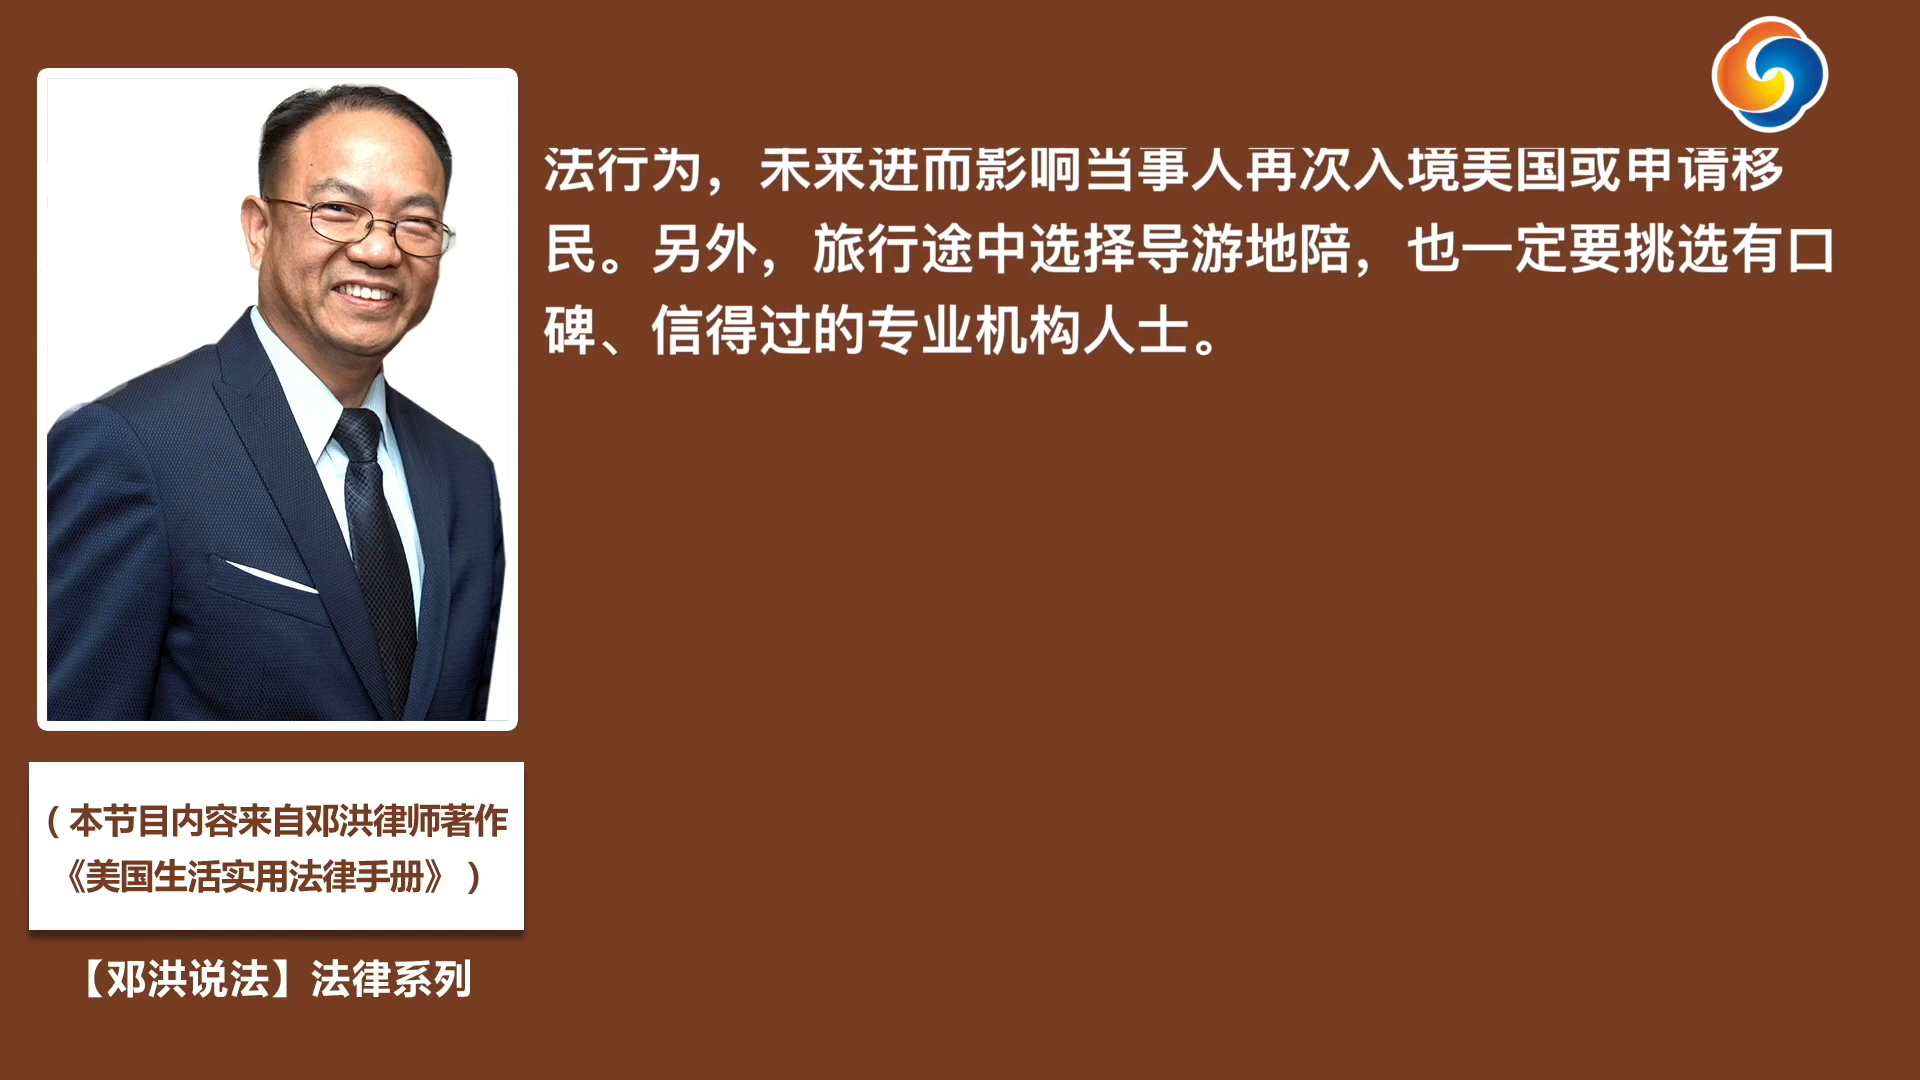 法行为，未来进而影响当事人再次入境美国或申请移
民。另外，旅行途中选择导游地陪，也一定要挑选有口
碑、信得过的专业机构人士。
（本节目内容来自邓洪律师著作
《美国生活实用法律手册》）
【邓洪说法】法律系列